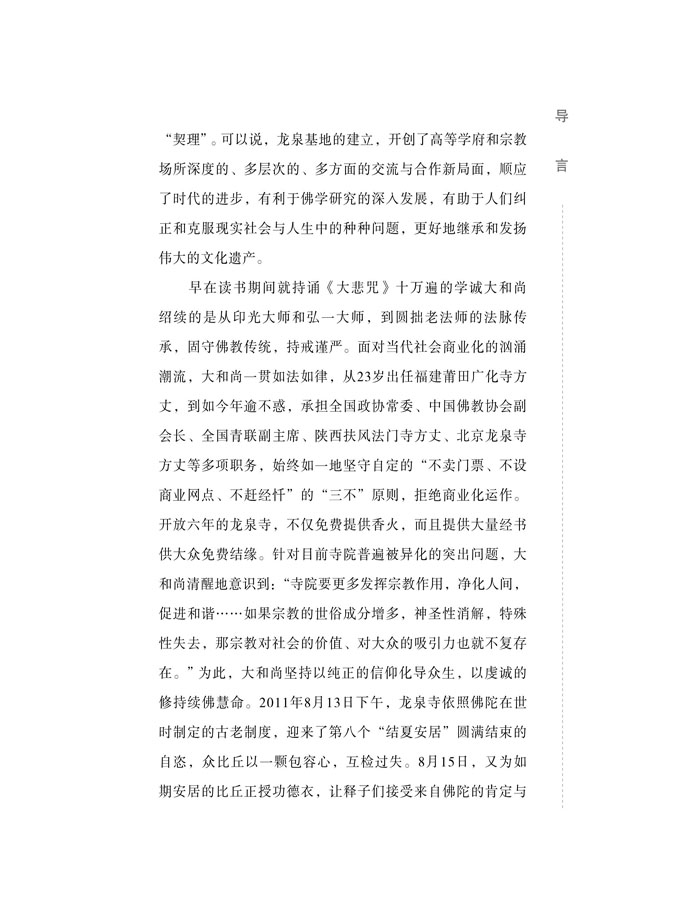 导
言
“契理”。可以说，龙泉基地的建立，开创了高等学府和宗教
场所深度的、多层次的、多方面的交流与合作新局面，顺应
了时代的进步，有利于佛学研究的深入发展，有助于人们纠
正和克服现实社会与人生中的种种问题，更好地继承和发扬
伟大的文化遗产。
早在读书期间就持诵《大悲咒》十万遍的学诚大和尚
绍续的是从印光大师和弘一大师，到圆拙老法师的法脉传
承，固守佛教传统，持戒谨严。面对当代社会商业化的汹涌
潮流，大和尚一贯如法如律，从23岁出任福建莆田广化寺方
丈，到如今年逾不惑，承担全国政协常委、中国佛教协会副
会长、全国青联副主席、陕西扶风法门寺方丈、北京龙泉寺
方丈等多项职务，始终如一地坚守自定的“不卖门票、不设
商业网点、不赶经忏”的“三不”原则，拒绝商业化运作。
开放六年的龙泉寺，不仅免费提供香火，而且提供大量经书
供大众免费结缘。针对目前寺院普遍被异化的突出问题，大
和尚清醒地意识到：“寺院要更多发挥宗教作用，净化人间，
促进和谐……如果宗教的世俗成分增多，神圣性消解，特殊
性失去，那宗教对社会的价值、对大众的吸引力也就不复存
在。”为此，大和尚坚持以纯正的信仰化导众生，以虔诚的
修持续佛慧命。2011年8月13日下午，龙泉寺依照佛陀在世
时制定的古老制度，迎来了第八个“结夏安居”圆满结束的
自恣，众比丘以一颗包容心，互检过失。8月15日，又为如
期安居的比丘正授功德衣，让释子们接受来自佛陀的肯定与